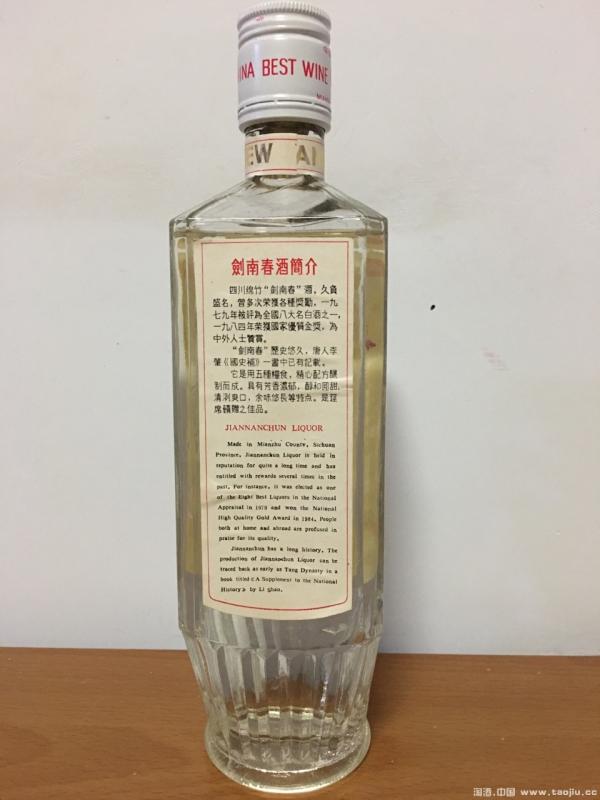 INA BEST WINE
EW AI
劍南春酒簡介
四川绵竹“劍南春”酒，久負
盛名，曾多次荣獲各種獎勵，一九
七九年被評為全國八大名白酒之一，
一九八四年荣獲國家優質金獎，為
中外人士贊賞。
“劍南春”歷史悠久，唐人李
肇《國史補》一書中已有記載。
它是用五種糧食，精心配方釀
制而成。具有芳香濃郁，醇和回甜，
清洌爽口，余味悠長等特点。是筵
席饋贈之佳品。
JIANNANCHUN LIQUOR
Made in Mianzhu County, Sichuan
Province, Jiannanchun Liquor is held in
reputation for quite a long time and has
entitled with rewards several times in the
past. For instance, it was elected as one
of the Eight Best Liquors in the National
Appraisal in 1979 and won the National
High Quality Gold Award in 1984. People
both at home and abroad are profused in
praise for its quality.
Jiannanchun has a long history. The
production of Jiannanchun Liquor can be
traced back as early as Tang Dynasty in a
book titled《A Supplement to the National
History》 by Li Shao.
淘酒.中国 www.taojiu.cc